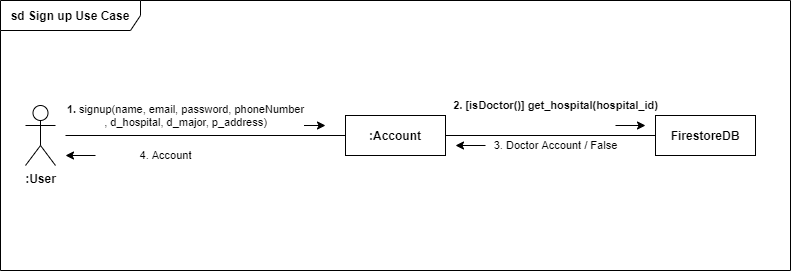 sd Sign up Use Case
1. signup(name, email, password, phoneNumber
, d_hospital, d_major, p_address)
2. [isDoctor()] get_hospital(hospital_id)
:Account
FirestoreDB
3. Doctor Account / False
4. Account
:User